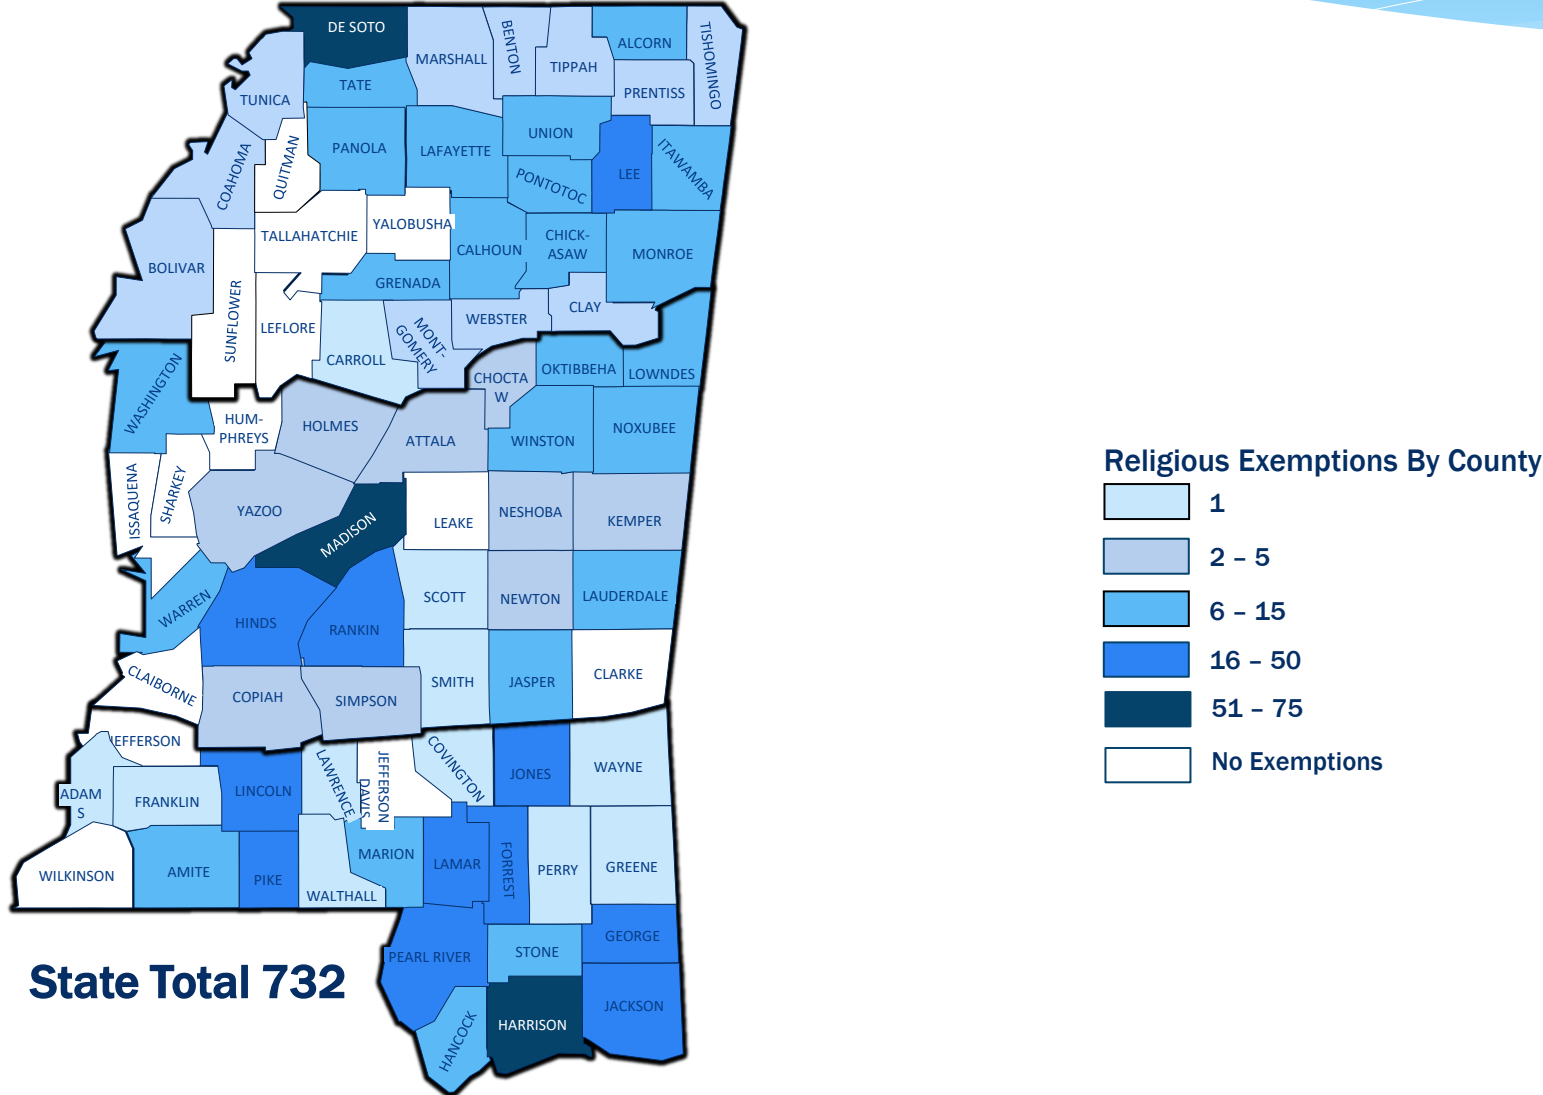 DE SOTO
MARSHALL
BENTON
TIPPAH
ALCORN
TISHOMINGO
TATE
PRENTISS
TUNICA
PANOLA
LAFAYETTE
UNION
LEE
ITAWAMBA
COAHOMA
QUITMAN
PONTOTOC
TALLAHATCHIE
YALOBUSHA
CALHOUN
CHICK-
ASAW
MONROE
BOLIVAR
SUNFLOWER
LEFLORE
GRENADA
CARROLL
MONT-
GOMERY
WEBSTER
CLAY
WASHINGTON
CHOCTA
W
OKTIBBEHA
LOWNDES
HUM-
PHREYS
HOLMES
ATTALA
WINSTON
NOXUBEE
ISSAQUENA
SHARKEY
YAZOO
MADISON
LEAKE
NESHOBA
KEMPER
WARREN
HINDS
RANKIN
SCOTT
NEWTON
LAUDERDALE
CLAIBORNE
COPIAH
SIMPSON
SMITH
JASPER
CLARKE
JEFFERSON
ADAM
S
FRANKLIN
LINCOLN
LAWRENCE
JEFFERSON
DAVIS
COVINGTON
JONES
WAYNE
WILKINSON
AMITE
PIKE
WALTHALL
MARION
LAMAR
FORREST
PERRY
GREENE
PEARL RIVER
STONE
GEORGE
HANCOCK
HARRISON
JACKSON
State Total 732
Religious Exemptions By County
1
2 – 5
6 – 15
16 – 50
51 – 75
No Exemptions